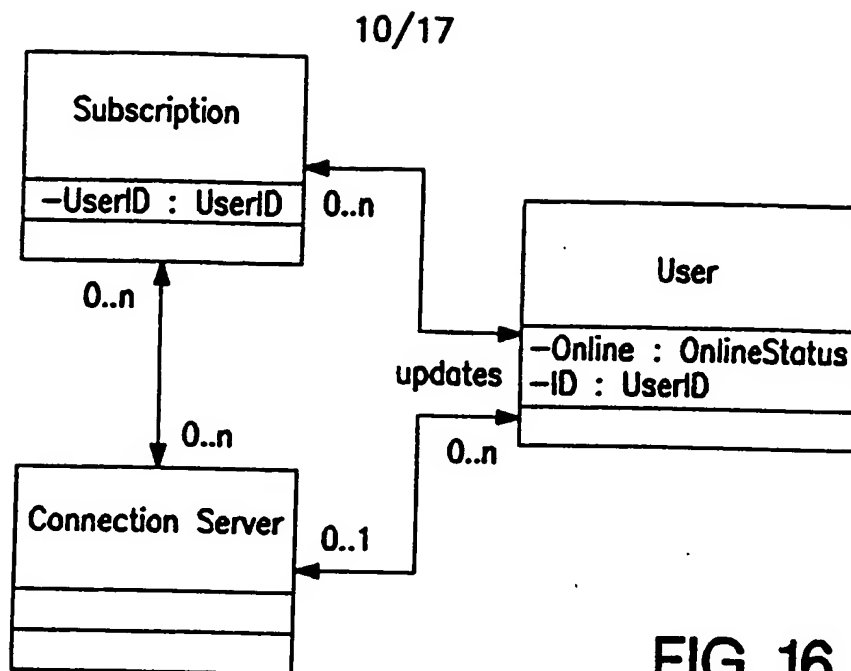 10/17
Subscription
-UserID : UserID
0..n
0..n
User
-Online : OnlineStatus
-ID : UserID
updates
0..n
0..n
Connection Server
0..1
FIG. 16